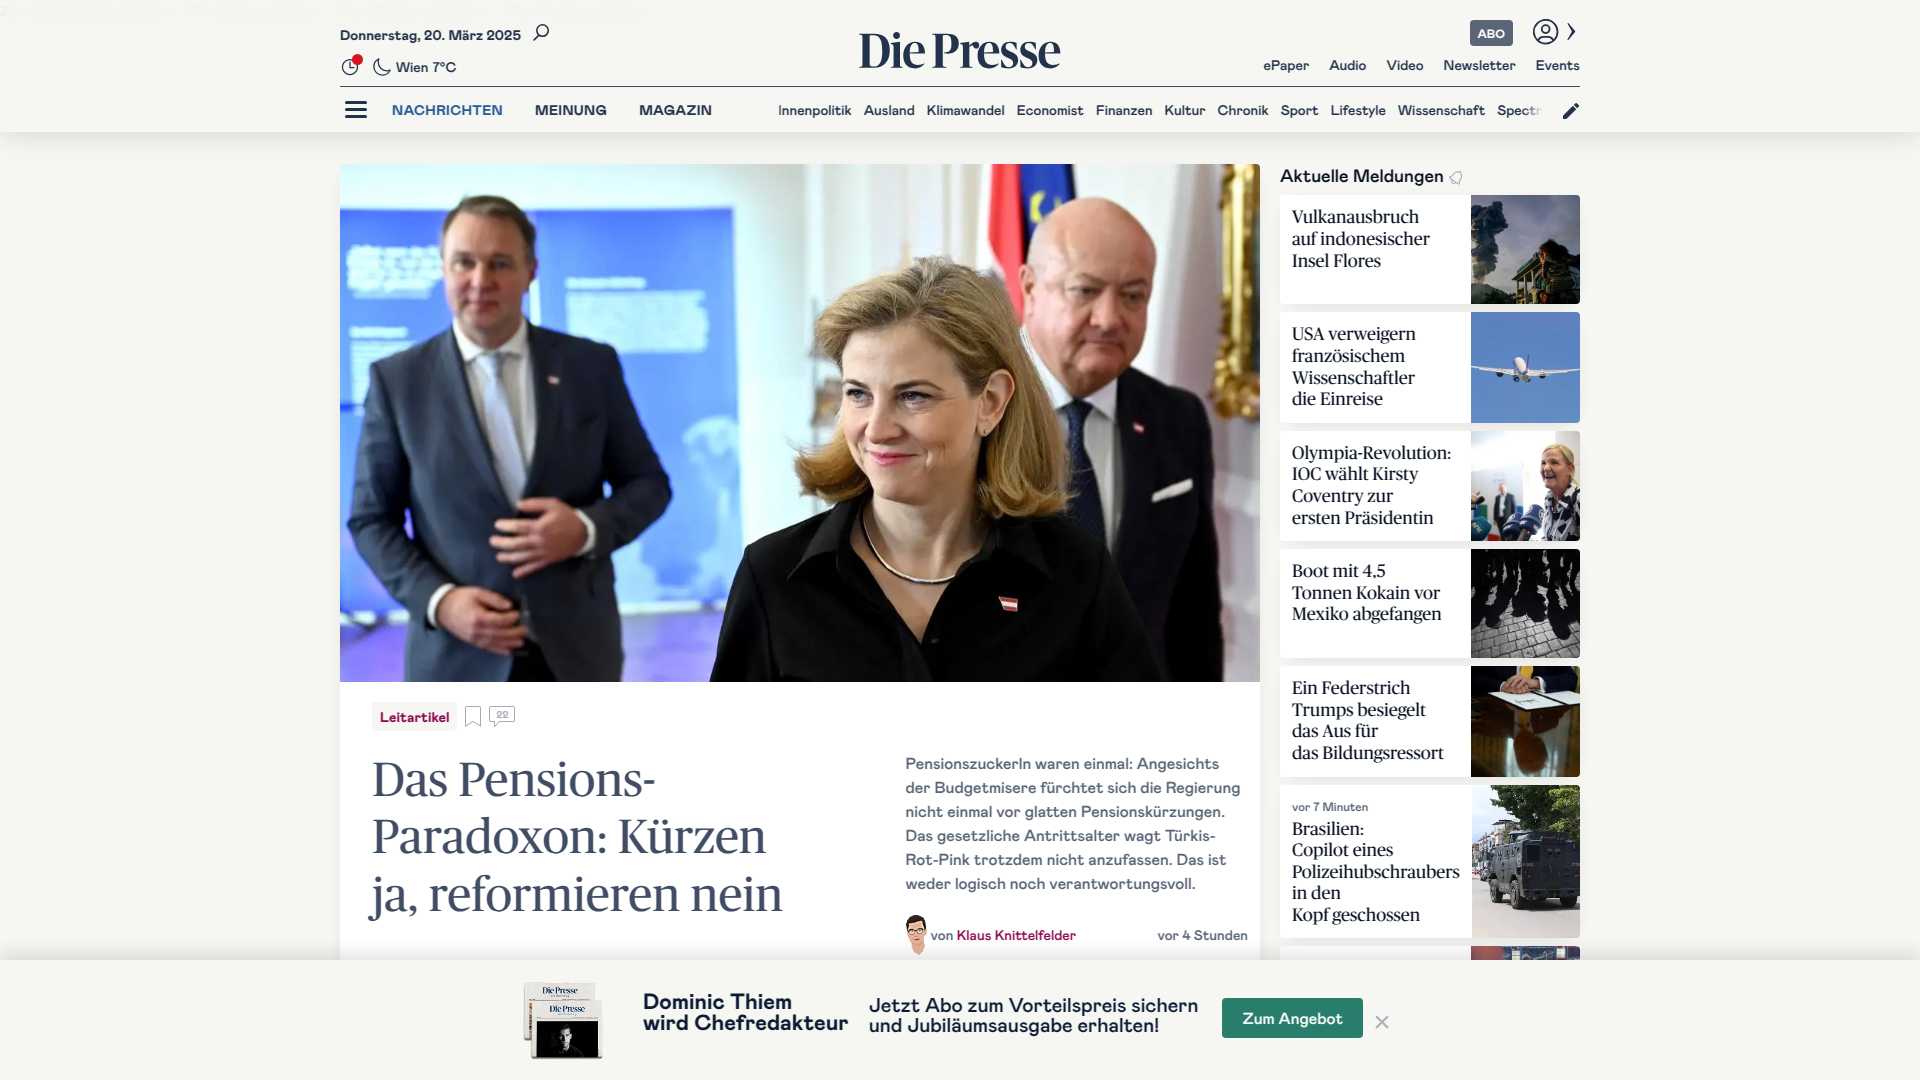 Donnerstag, 20. März 2025
Wien 7°C
Die Presse
ABO
ePaper Audio Video Newsletter Events
NACHRICHTEN MEINUNG MAGAZIN
Innenpolitik Ausland Klimawandel Economist Finanzen Kultur Chronik Sport Lifestyle Wissenschaft Spectr
Leitartikel
22
Das Pensions-
Paradoxon: Kürzen
ja, reformieren nein
Pensionszuckerln waren einmal: Angesichts
der Budgetmisere fürchtet sich die Regierung
nicht einmal vor glatten Pensionskürzungen.
Das gesetzliche Antrittsalter wagt Türkis-
Rot-Pink trotzdem nicht anzufassen. Das ist
weder logisch noch verantwortungsvoll.
von Klaus Knittelfelder
vor 4 Stunden
Aktuelle Meldungen
Vulkanausbruch
auf indonesischer
Insel Flores
USA verweigern
französischem
Wissenschaftler
die Einreise
Olympia-Revolution:
IOC wählt Kirsty
Coventry zur
ersten Präsidentin
Boot mit 4,5
Tonnen Kokain vor
Mexiko abgefangen
Ein Federstrich
Trumps besiegelt
das Aus für
das Bildungsressort
vor 7 Minuten
Brasilien:
Copilot eines
Polizeihubschraubers
in den
Kopf geschossen
Die Presse
Die Presse
Dominic Thiem
wird Chefredakteur
Jetzt Abo zum Vorteilspreis sichern
und Jubiläumsausgabe erhalten!
Zum Angebot